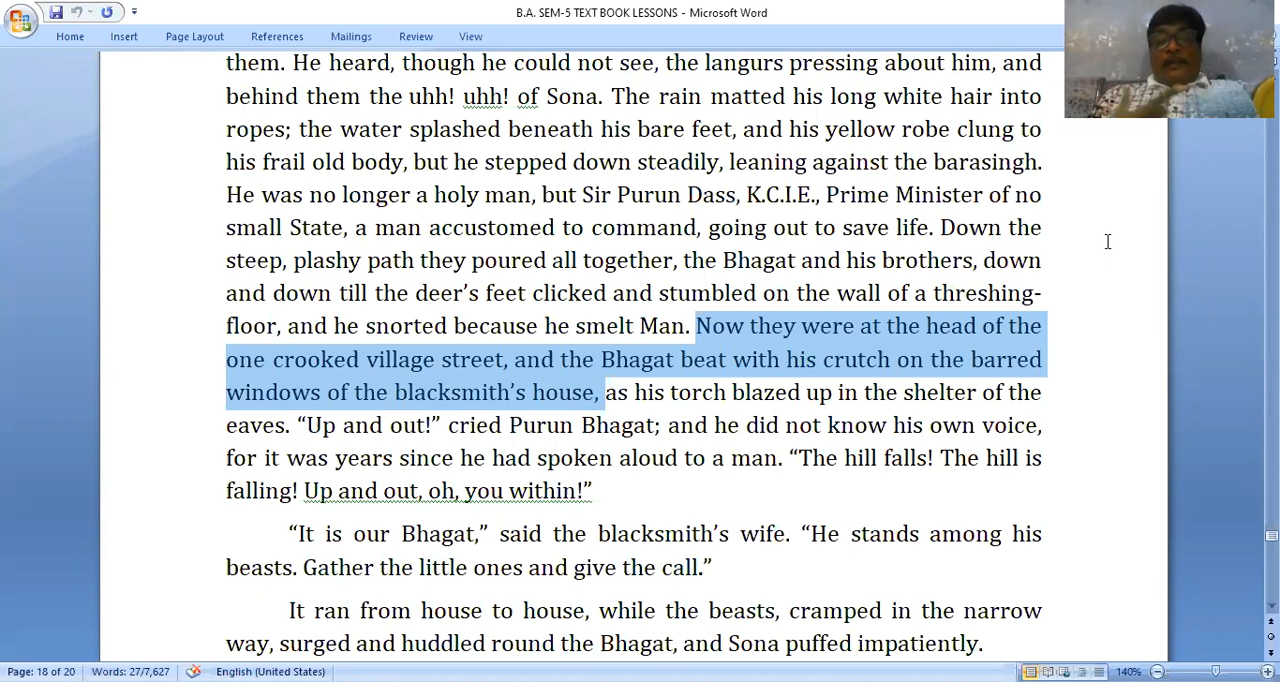 B.A. SEM-5 TEXT BOOK LESSONS - Microsoft Word
Home Insert Page Layout References Mailings Review View
them. He heard, though he could not see, the langurs pressing about him, and
behind them the uhh! uhh! of Sona. The rain matted his long white hair into
ropes; the water splashed beneath his bare feet, and his yellow robe clung to
his frail old body, but he stepped down steadily, leaning against the barasingh.
He was no longer a holy man, but Sir Purun Dass, K.C.I.E., Prime Minister of no
small State, a man accustomed to command, going out to save life. Down the
steep, plashy path they poured all together, the Bhagat and his brothers, down
and down till the deer’s feet clicked and stumbled on the wall of a threshing-
floor, and he snorted because he smelt Man. Now they were at the head of the
one crooked village street, and the Bhagat beat with his crutch on the barred
windows of the blacksmith’s house, as his torch blazed up in the shelter of the
eaves. “Up and out!” cried Purun Bhagat; and he did not know his own voice,
for it was years since he had spoken aloud to a man. “The hill falls! The hill is
falling! Up and out, oh, you within!”
“It is our Bhagat,” said the blacksmith’s wife. “He stands among his
beasts. Gather the little ones and give the call.”
It ran from house to house, while the beasts, cramped in the narrow
way, surged and huddled round the Bhagat, and Sona puffed impatiently.
Page: 18 of 20 Words: 27/7,627 English (United States) 140%